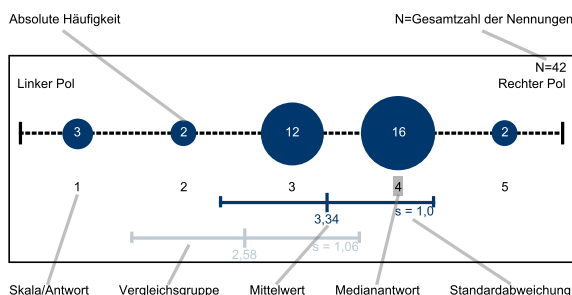 Absolute Häufigkeit N=Gesamtzahl der Nennungen
N=42
Linker Pol Rechter Pol
3 2 12 16 2
1 2 3 4 5
3,34 s = 1,0
2,58 s = 1,06
Skala/Antwort Vergleichsgruppe Mittelwert Medianantwort Standardabweichung